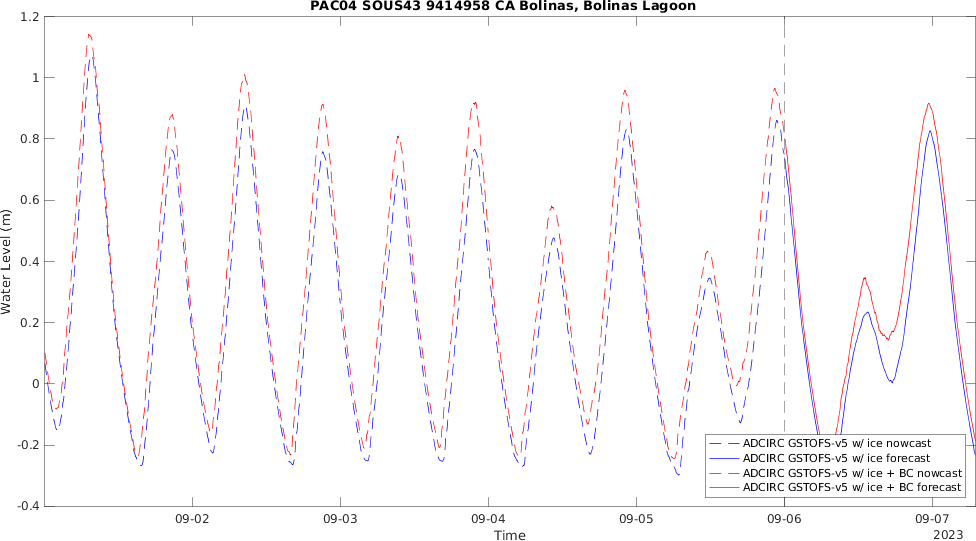 PAC04 SOUS43 9414958 CA Bolinas, Bolinas Lagoon
1.2
1
0.8
0.6
0.4
0.2
0
-0.2
-0.4
Water Level (m)
ADCIRC GSTOFS-v5 w/ ice nowcast
ADCIRC GSTOFS-v5 w/ ice forecast
ADCIRC GSTOFS-v5 w/ ice + BC nowcast
ADCIRC GSTOFS-v5 w/ ice + BC forecast
09-02 09-03 09-04 09-05 09-06 09-07
Time
2023